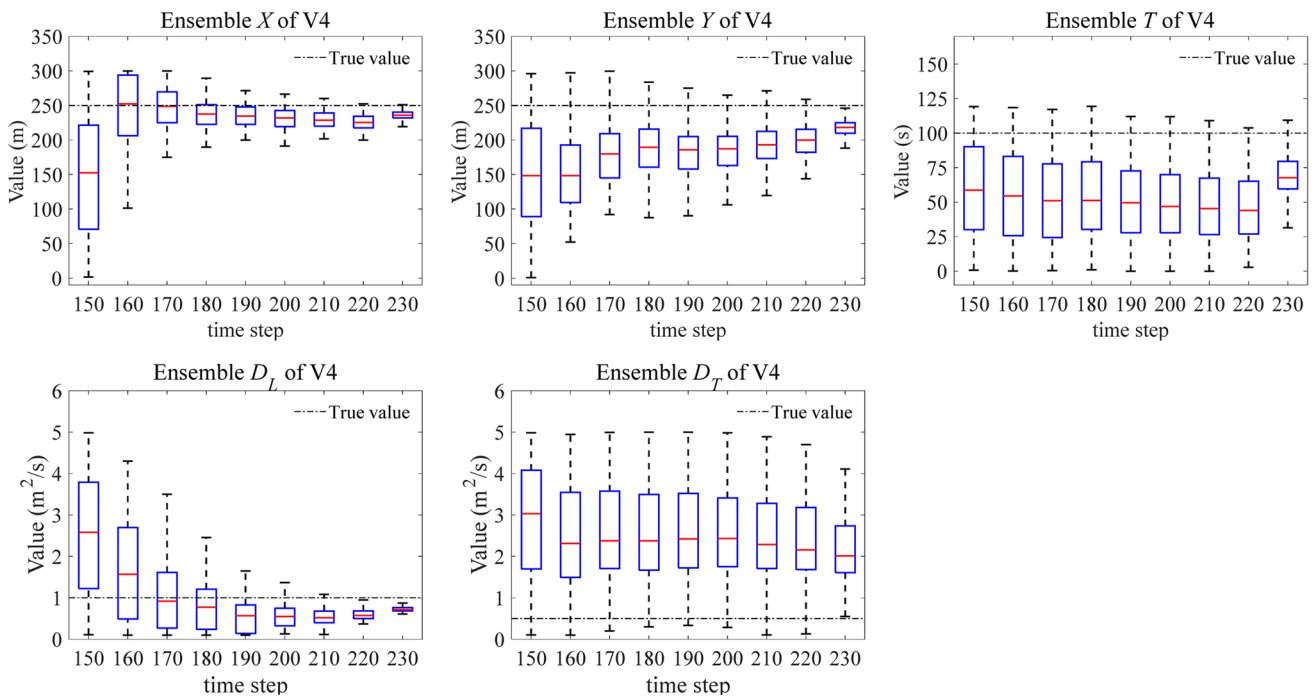 Ensemble X of V4
350
300
250
200
150
100
50
0
Value (m)
True value
150 160 170 180 190 200 210 220 230
time step
Ensemble Y of V4
350
300
250
200
150
100
50
0
Value (m)
True value
150 160 170 180 190 200 210 220 230
time step
Ensemble T of V4
150
125
100
75
50
25
0
Value (s)
True value
150 160 170 180 190 200 210 220 230
time step
Ensemble D_L of V4
6
5
4
3
2
1
0
Value (m²/s)
True value
150 160 170 180 190 200 210 220 230
time step
Ensemble D_T of V4
6
5
4
3
2
1
0
Value (m²/s)
True value
150 160 170 180 190 200 210 220 230
time step